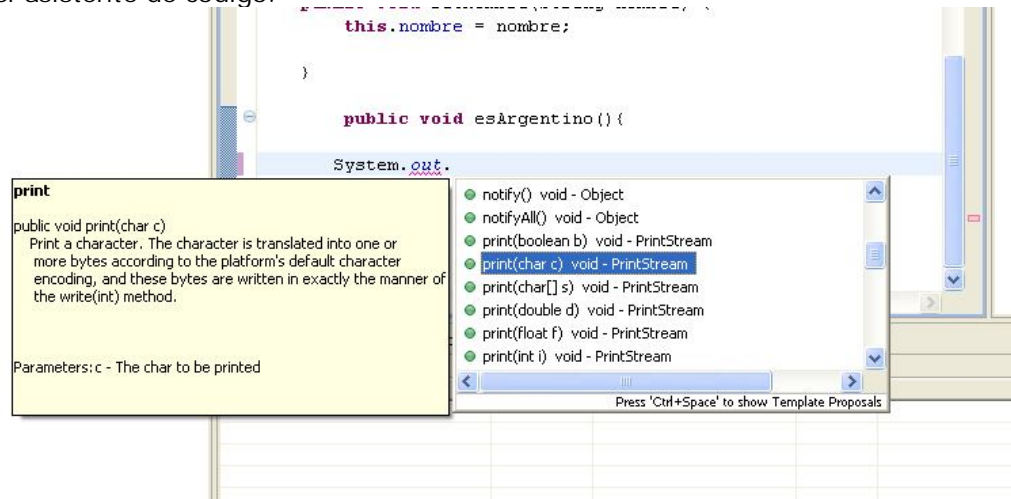 asistente de código.
this.nombre = nombre;
}
public void esArgentino(){
System.out.
print
public void print(char c)
Print a character. The character is translated into one or
more bytes according to the platform's default character
encoding, and these bytes are written in exactly the manner of
the write(int) method.
Parameters:c - The char to be printed
notify() void - Object
notifyAll() void - Object
print(boolean b) void - PrintStream
print(char c) void - PrintStream
print(char[] s) void - PrintStream
print(double d) void - PrintStream
print(float f) void - PrintStream
print(int i) void - PrintStream
Press 'Ctrl+Space' to show Template Proposals